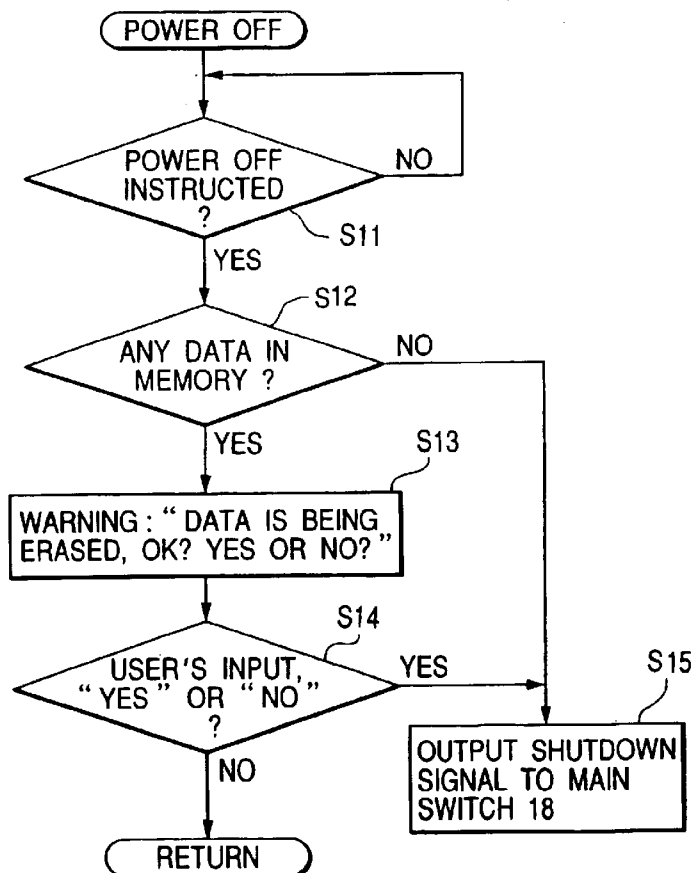 POWER OFF
POWER OFF
INSTRUCTED
?
NO
S11
YES
S12
ANY DATA IN
MEMORY ?
NO
YES
S13
WARNING : “ DATA IS BEING
ERASED, OK? YES OR NO? ”
S14
USER'S INPUT,
“ YES ” OR “ NO ”
?
YES
NO
S15
OUTPUT SHUTDOWN
SIGNAL TO MAIN
SWITCH 18
RETURN